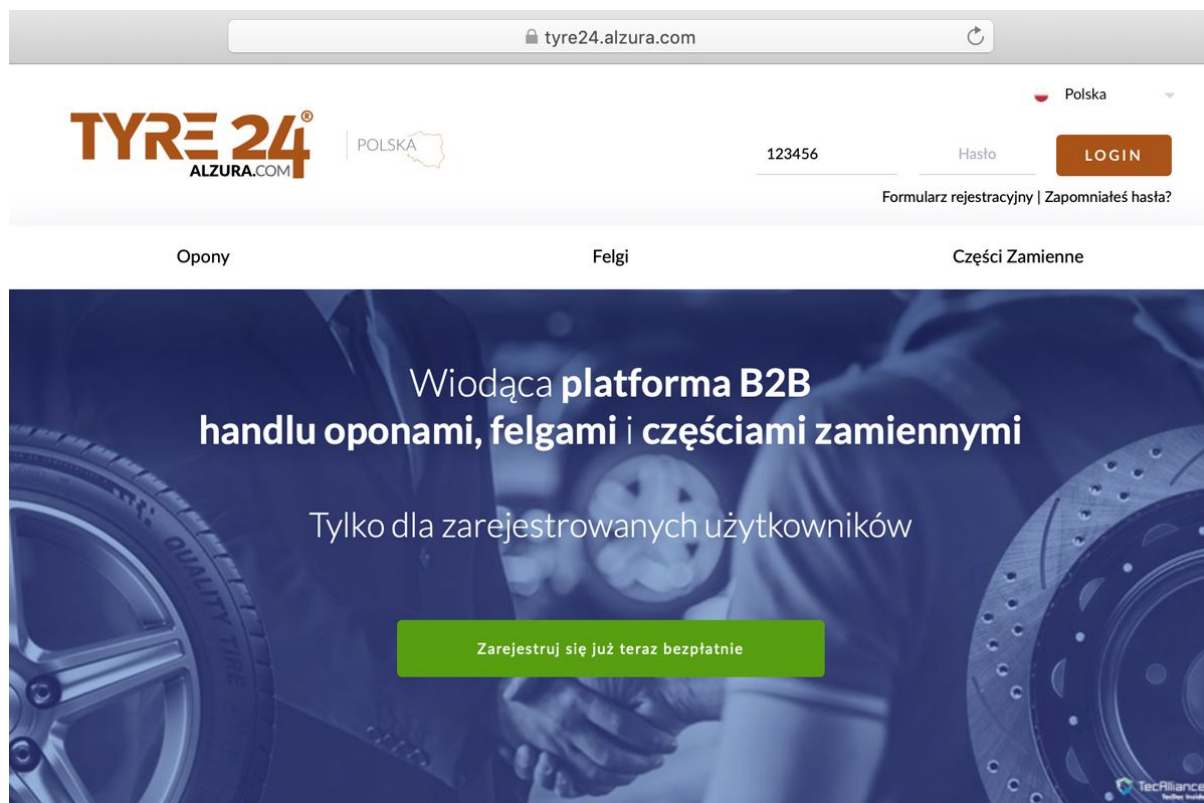 tyre24.alzura.com
Polska
TYRE 24®
ALZURA.COM
POLSKA
123456
Hasło
LOGIN
Formularz rejestracyjny | Zapomniałeś hasła?
Opony
Felgi
Części Zamienne
Wiodąca platforma B2B
handlu oponami, felgami i częściami zamiennymi
Tylko dla zarejestrowanych użytkowników
QUALITY TIRE
Zarejestruj się już teraz bezpłatnie
TecAlliance
TecDoc Inside